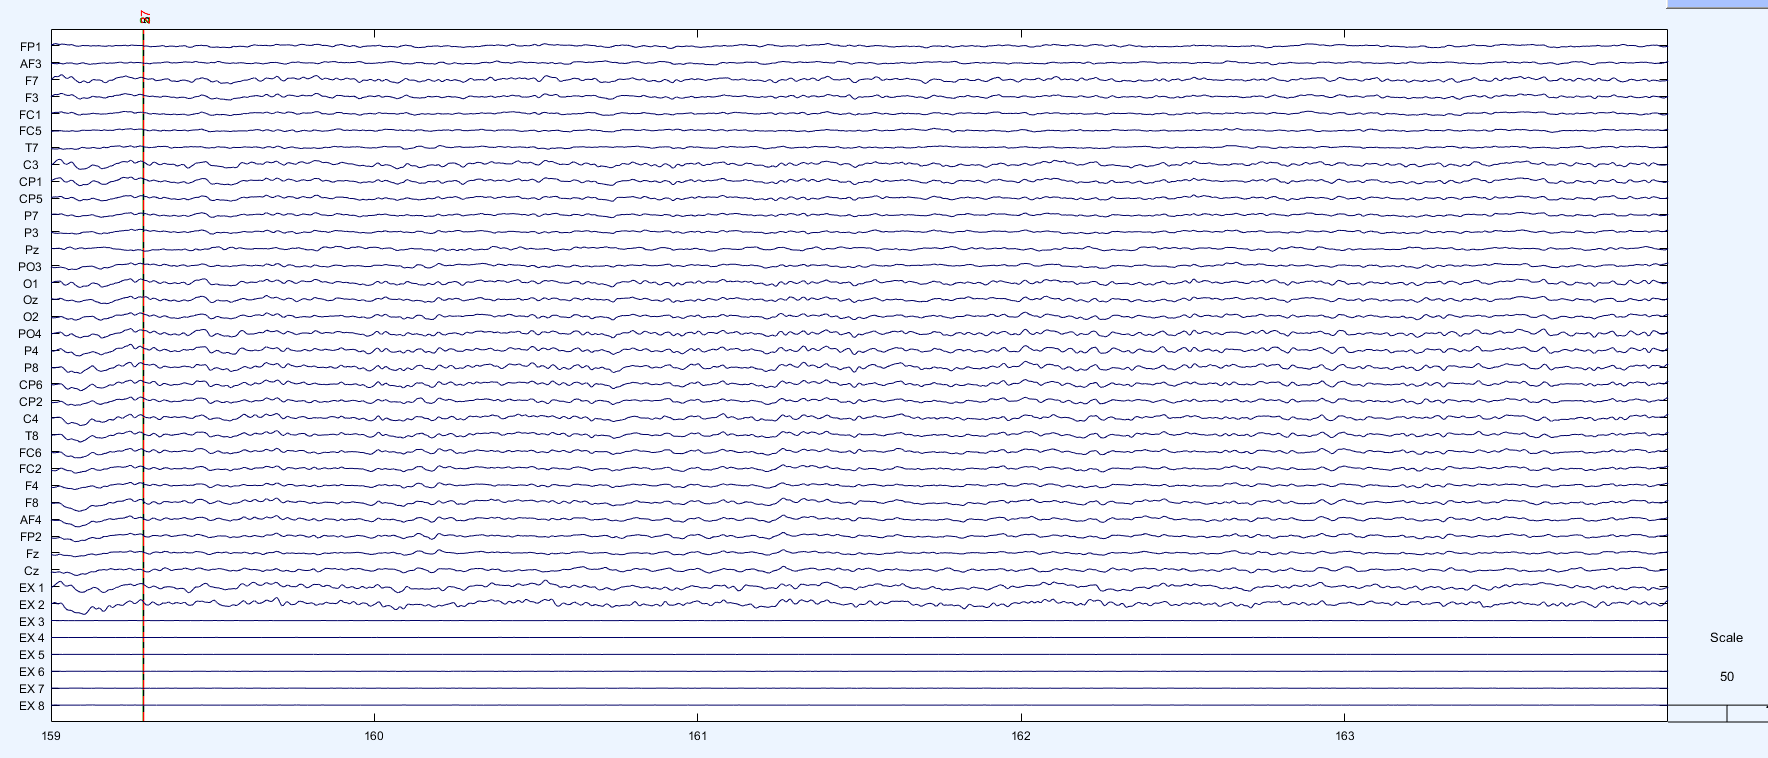 FP1
AF3
F7
F3
FC1
FC5
T7
C3
CP1
CP5
P7
P3
Pz
PO3
O1
Oz
O2
PO4
P4
P8
CP6
CP2
C4
T8
FC6
FC2
F4
F8
AF4
FP2
Fz
Cz
EX 1
EX 2
EX 3
EX 4
EX 5
EX 6
EX 7
EX 8
Scale
50
159 160 161 162 163